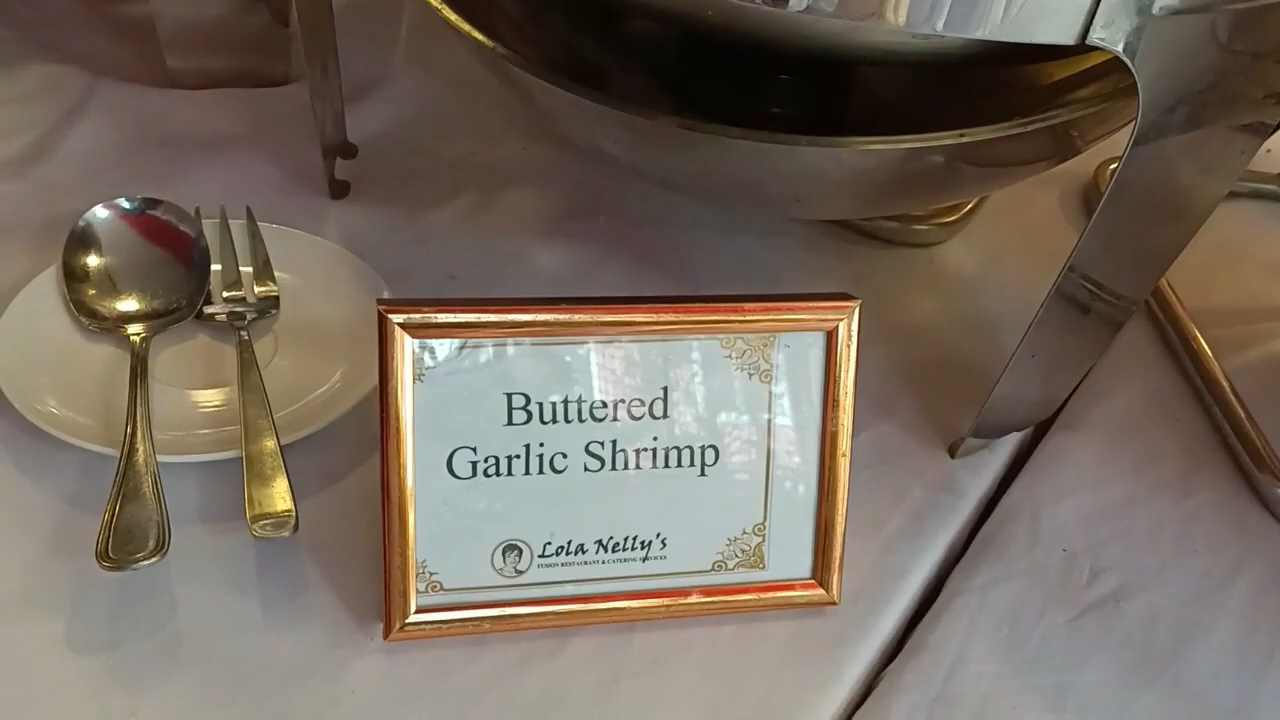 Buttered
Garlic Shrimp
Lola Nelly's
FUSION RESTAURANT & CATERING SERVICES